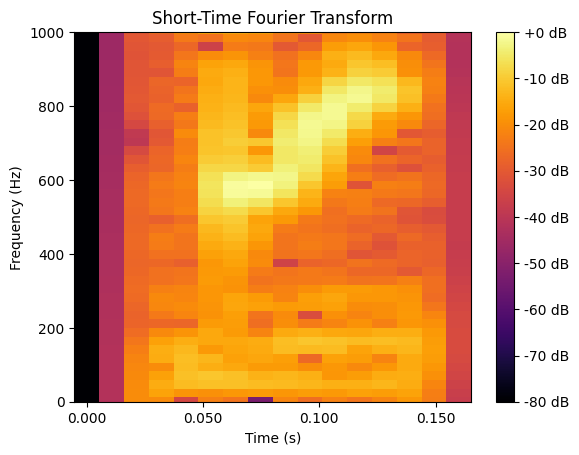 Short-Time Fourier Transform
1000
800
600
400
200
0
Frequency (Hz)
0.000
0.050
0.100
0.150
Time (s)
+0 dB
-10 dB
-20 dB
-30 dB
-40 dB
-50 dB
-60 dB
-70 dB
-80 dB